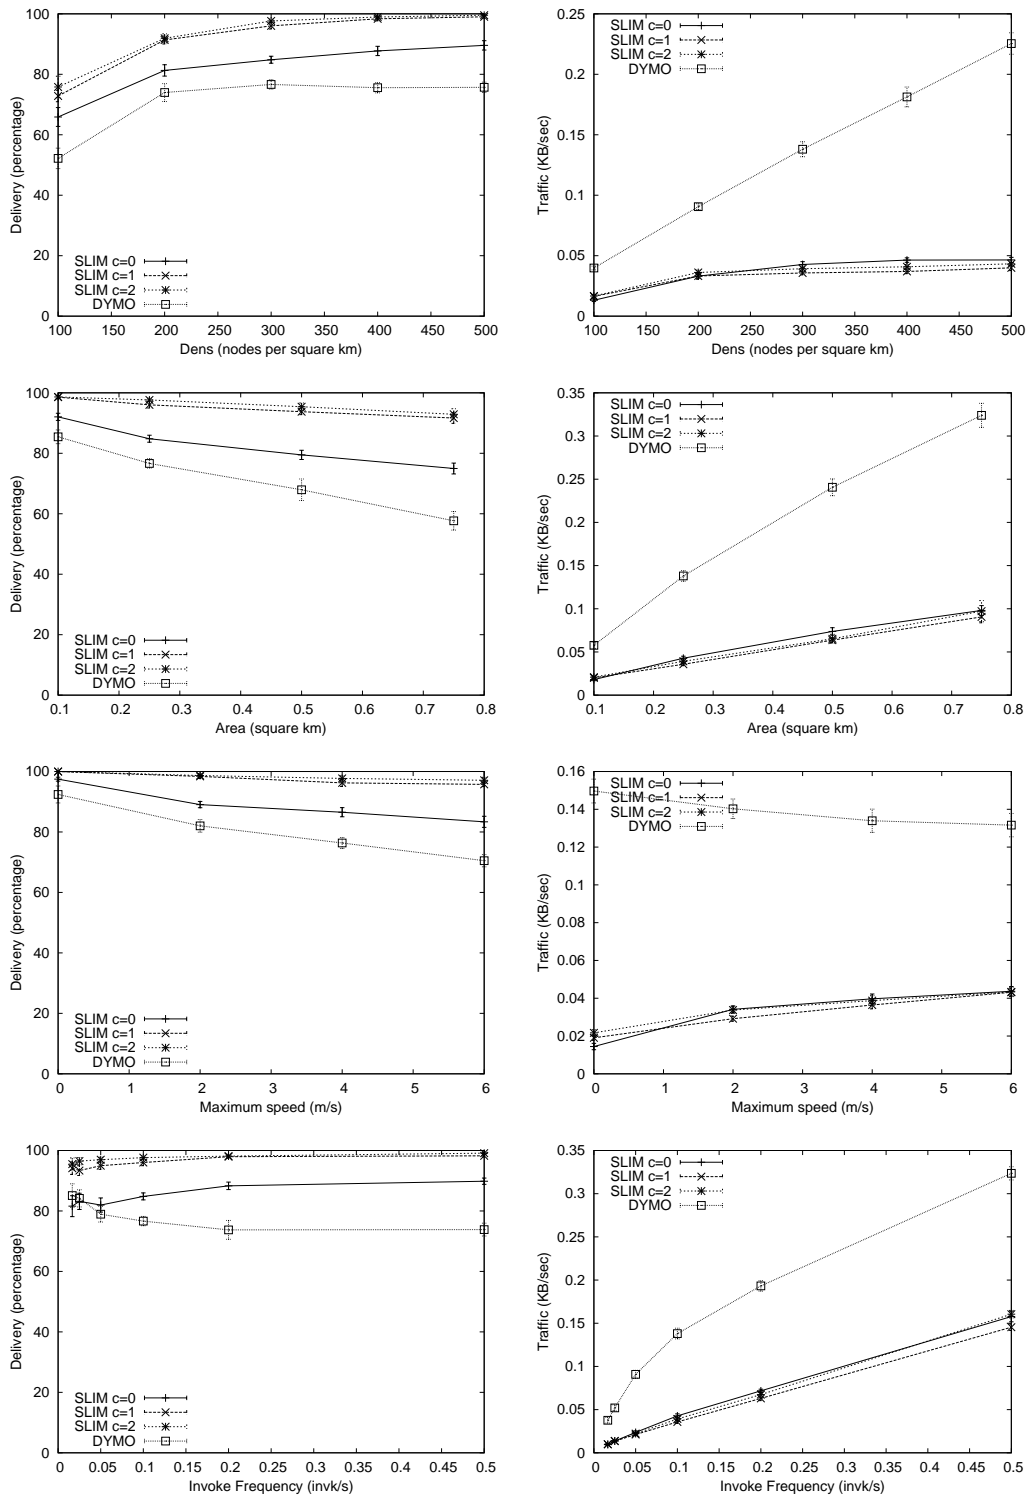 100
80
60
40
20
0
Delivery (percentage)
SLIM c=0
SLIM c=1
SLIM c=2
DYMO
100 150 200 250 300 350 400 450 500
Dens (nodes per square km)
0.25
0.2
0.15
0.1
0.05
0
Traffic (KB/sec)
SLIM c=0
SLIM c=1
SLIM c=2
DYMO
100 150 200 250 300 350 400 450 500
Dens (nodes per square km)
100
80
60
40
20
0
Delivery (percentage)
SLIM c=0
SLIM c=1
SLIM c=2
DYMO
0.1 0.2 0.3 0.4 0.5 0.6 0.7 0.8
Area (square km)
0.35
0.3
0.25
0.2
0.15
0.1
0.05
0
Traffic (KB/sec)
SLIM c=0
SLIM c=1
SLIM c=2
DYMO
0.1 0.2 0.3 0.4 0.5 0.6 0.7 0.8
Area (square km)
100
80
60
40
20
0
Delivery (percentage)
SLIM c=0
SLIM c=1
SLIM c=2
DYMO
0 1 2 3 4 5 6
Maximum speed (m/s)
0.16
0.14
0.12
0.1
0.08
0.06
0.04
0.02
0
Traffic (KB/sec)
SLIM c=0
SLIM c=1
SLIM c=2
DYMO
0 1 2 3 4 5 6
Maximum speed (m/s)
100
80
60
40
20
0
Delivery (percentage)
SLIM c=0
SLIM c=1
SLIM c=2
DYMO
0 0.05 0.1 0.15 0.2 0.25 0.3 0.35 0.4 0.45 0.5
Invoke Frequency (invk/s)
0.35
0.3
0.25
0.2
0.15
0.1
0.05
0
Traffic (KB/sec)
SLIM c=0
SLIM c=1
SLIM c=2
DYMO
0 0.05 0.1 0.15 0.2 0.25 0.3 0.35 0.4 0.45 0.5
Invoke Frequency (invk/s)